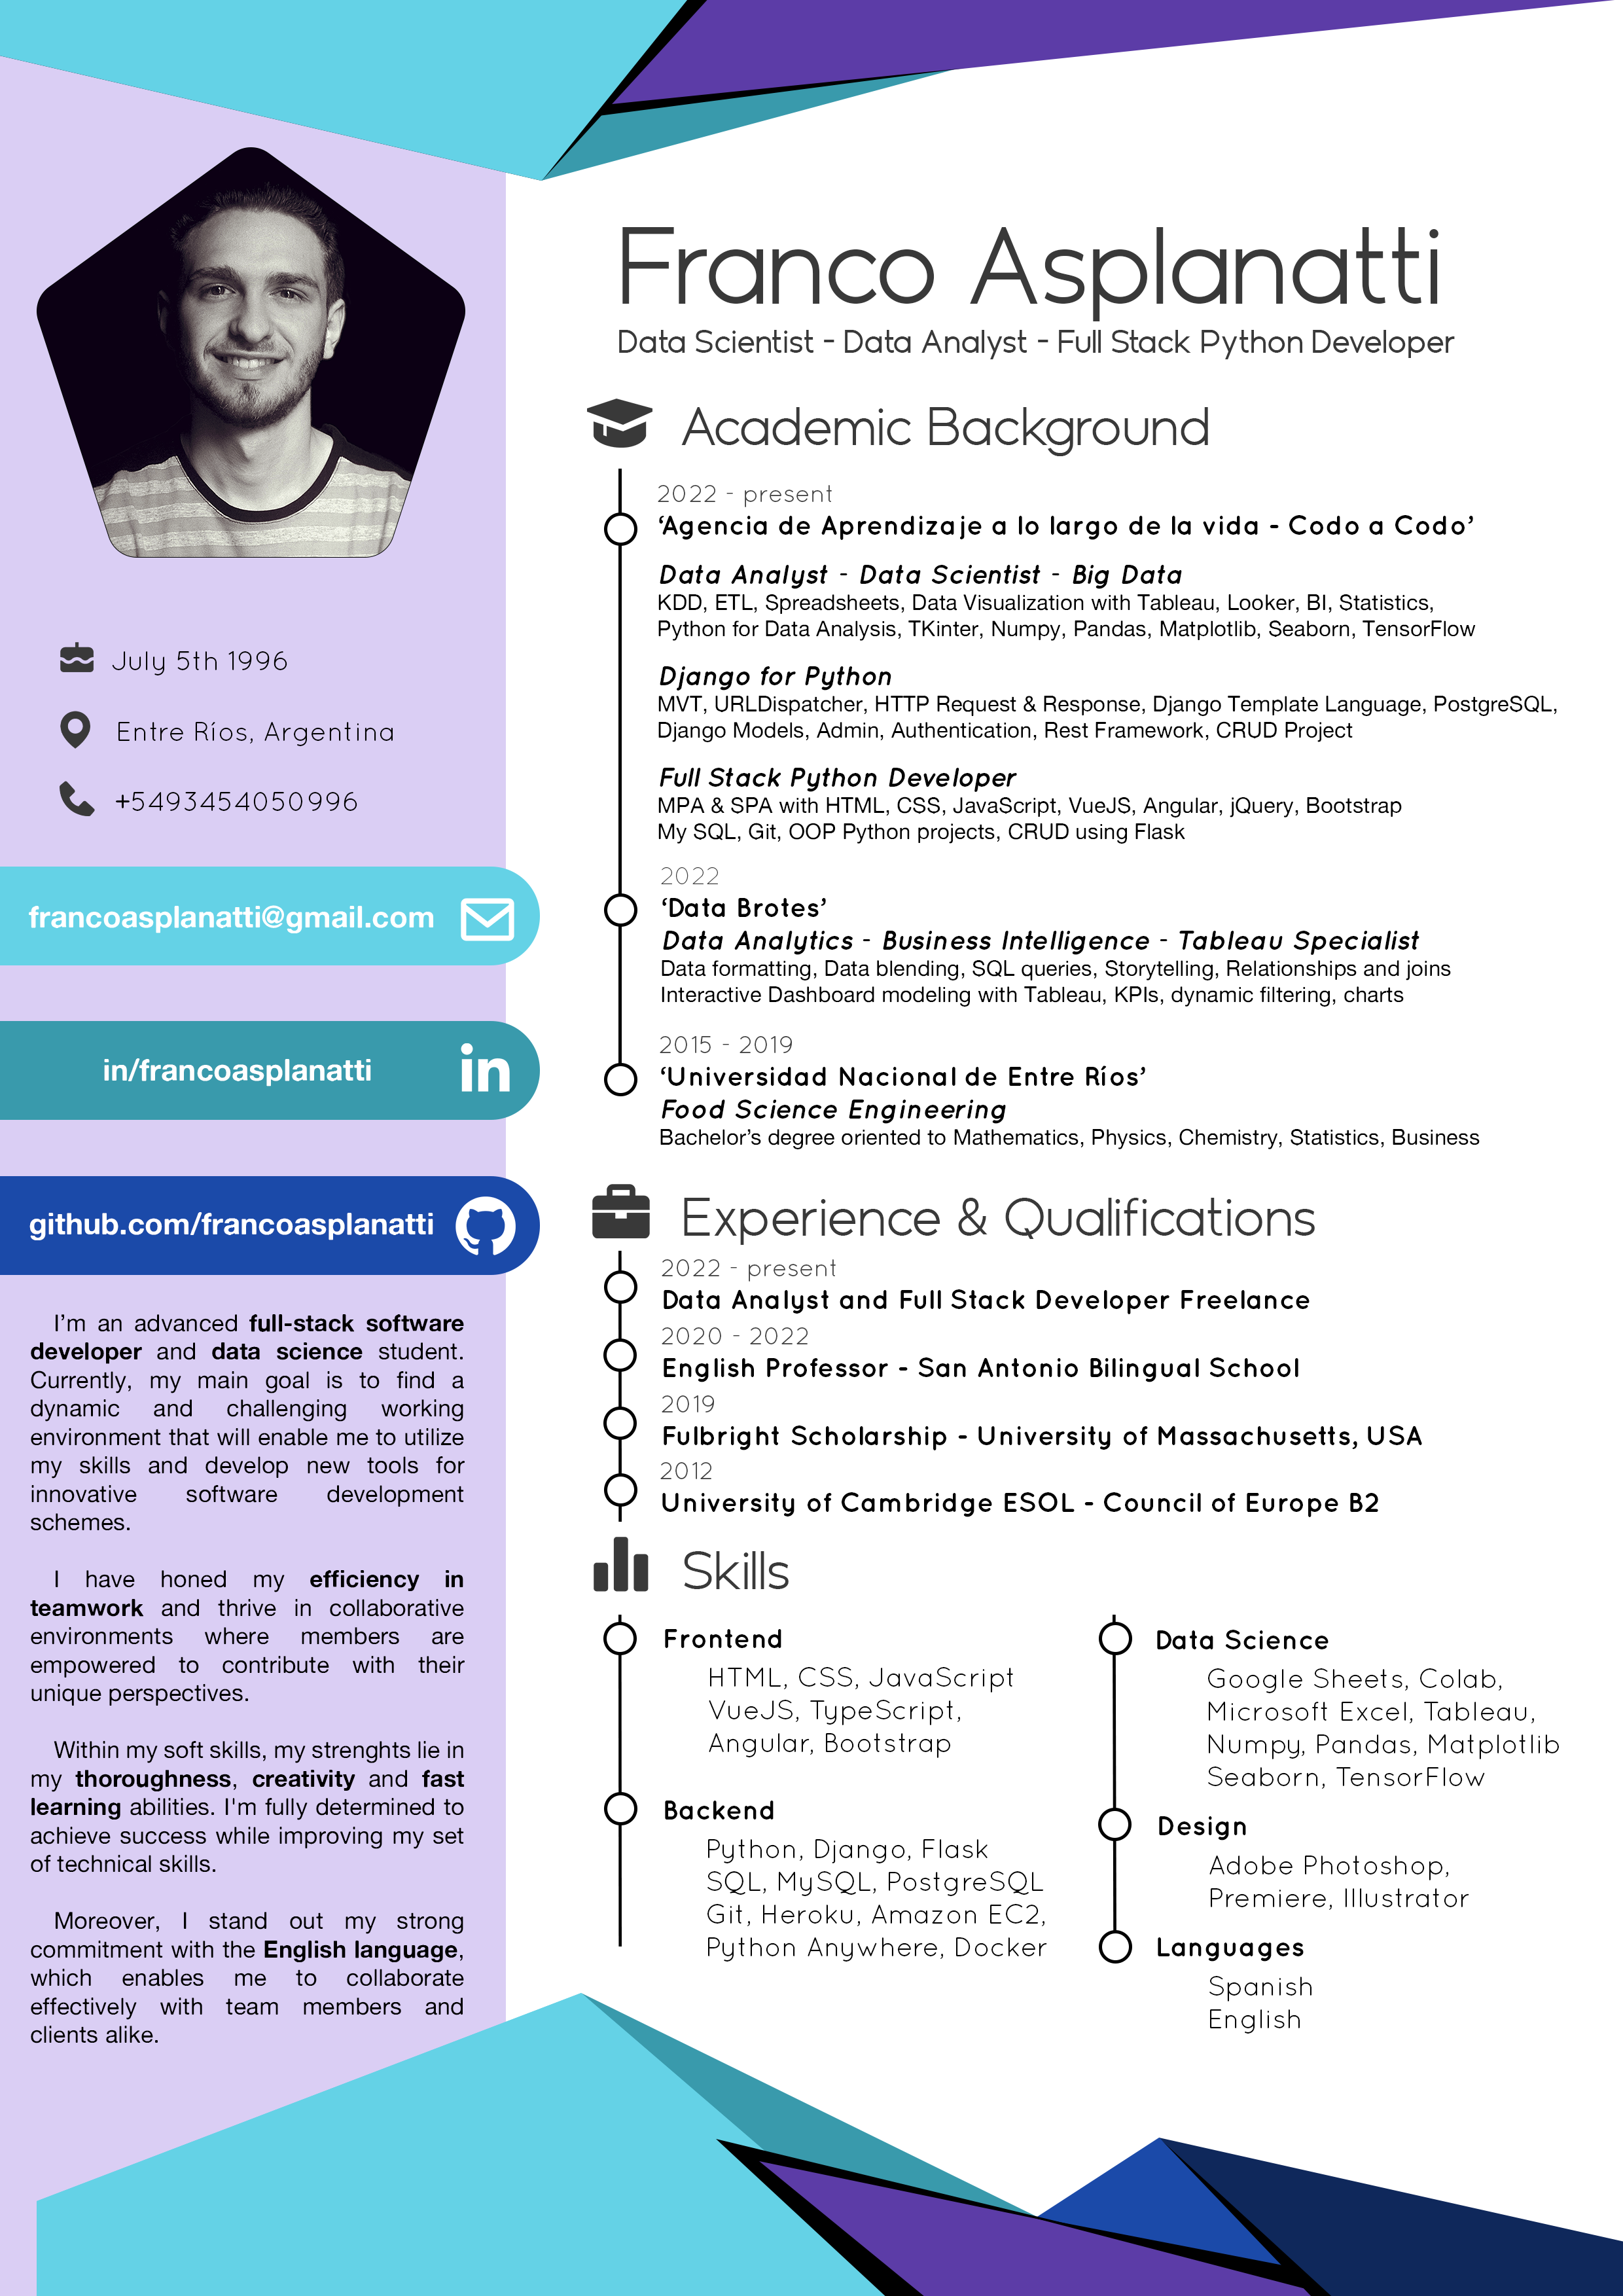 Franco Asplanatti
Data Scientist - Data Analyst - Full Stack Python Developer
July 5th 1996
Entre Ríos, Argentina
+5493454050996
francoasplanatti@gmail.com
in/francoasplanatti
in
github.com/francoasplanatti
I'm an advanced full-stack software
developer and data science student.
Currently, my main goal is to find a
dynamic and challenging working
environment that will enable me to utilize
my skills and develop new tools for
innovative software development
schemes.
I have honed my efficiency in
teamwork and thrive in collaborative
environments where members are
empowered to contribute with their
unique perspectives.
Within my soft skills, my strenghts lie in
my thoroughness, creativity and fast
learning abilities. I'm fully determined to
achieve success while improving my set
of technical skills.
Moreover, I stand out my strong
commitment with the English language,
which enables me to collaborate
effectively with team members and
clients alike.
Academic Background
2022 - present
‘Agencia de Aprendizaje a lo largo de la vida - Codo a Codo’
Data Analyst - Data Scientist - Big Data
KDD, ETL, Spreadsheets, Data Visualization with Tableau, Looker, BI, Statistics,
Python for Data Analysis, TKinter, Numpy, Pandas, Matplotlib, Seaborn, TensorFlow
Django for Python
MVT, URLDispatcher, HTTP Request & Response, Django Template Language, PostgreSQL,
Django Models, Admin, Authentication, Rest Framework, CRUD Project
Full Stack Python Developer
MPA & SPA with HTML, CSS, JavaScript, VueJS, Angular, jQuery, Bootstrap
My SQL, Git, OOP Python projects, CRUD using Flask
2022
‘Data Brotes’
Data Analytics - Business Intelligence - Tableau Specialist
Data formatting, Data blending, SQL queries, Storytelling, Relationships and joins
Interactive Dashboard modeling with Tableau, KPIs, dynamic filtering, charts
2015 - 2019
‘Universidad Nacional de Entre Ríos’
Food Science Engineering
Bachelor’s degree oriented to Mathematics, Physics, Chemistry, Statistics, Business
Experience & Qualifications
2022 - present
Data Analyst and Full Stack Developer Freelance
2020 - 2022
English Professor - San Antonio Bilingual School
2019
Fulbright Scholarship - University of Massachusetts, USA
2012
University of Cambridge ESOL - Council of Europe B2
Skills
Frontend
HTML, CSS, JavaScript
VueJS, TypeScript,
Angular, Bootstrap
Backend
Python, Django, Flask
SQL, MySQL, PostgreSQL
Git, Heroku, Amazon EC2,
Python Anywhere, Docker
Data Science
Google Sheets, Colab,
Microsoft Excel, Tableau,
Numpy, Pandas, Matplotlib
Seaborn, TensorFlow
Design
Adobe Photoshop,
Premiere, Illustrator
Languages
Spanish
English